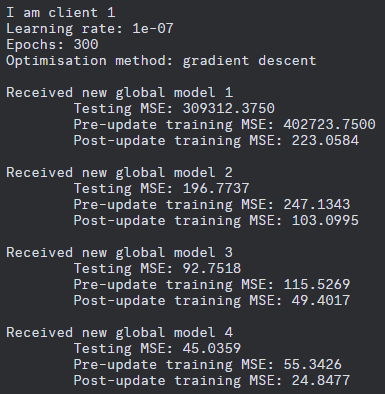 I am client 1
Learning rate: 1e-07
Epochs: 300
Optimisation method: gradient descent
Received new global model 1
Testing MSE: 309312.3750
Pre-update training MSE: 402723.7500
Post-update training MSE: 223.0584
Received new global model 2
Testing MSE: 196.7737
Pre-update training MSE: 247.1343
Post-update training MSE: 103.0995
Received new global model 3
Testing MSE: 92.7518
Pre-update training MSE: 115.5269
Post-update training MSE: 49.4017
Received new global model 4
Testing MSE: 45.0359
Pre-update training MSE: 55.3426
Post-update training MSE: 24.8477